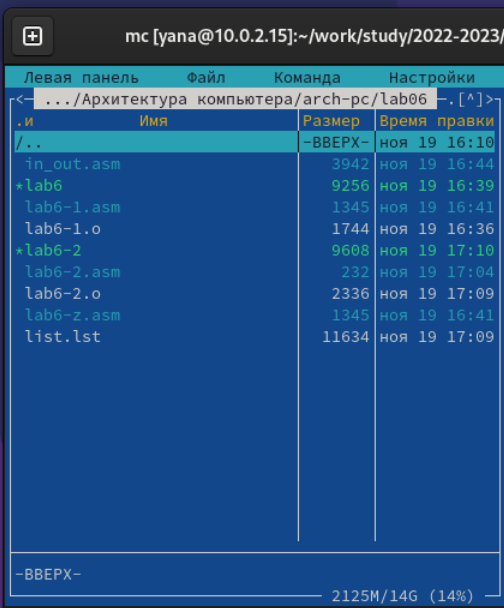 mc [yana@10.0.2.15]:~/work/study/2022-2023/
Левая панель Файл Команда Настройки
<— .../Архитектура компьютера/arch-pc/lab06 —.[^]>
.и Имя Размер Время правки
/.. -ВВЕРХ- ноя 19 16:10
in_out.asm 3942 ноя 19 16:44
*lab6 9256 ноя 19 16:39
lab6-1.asm 1345 ноя 19 16:41
lab6-1.o 1744 ноя 19 16:36
*lab6-2 9608 ноя 19 17:10
lab6-2.asm 232 ноя 19 17:04
lab6-2.o 2336 ноя 19 17:09
lab6-z.asm 1345 ноя 19 16:41
list.lst 11634 ноя 19 17:09
-ВВЕРХ-
2125M/14G (14%)